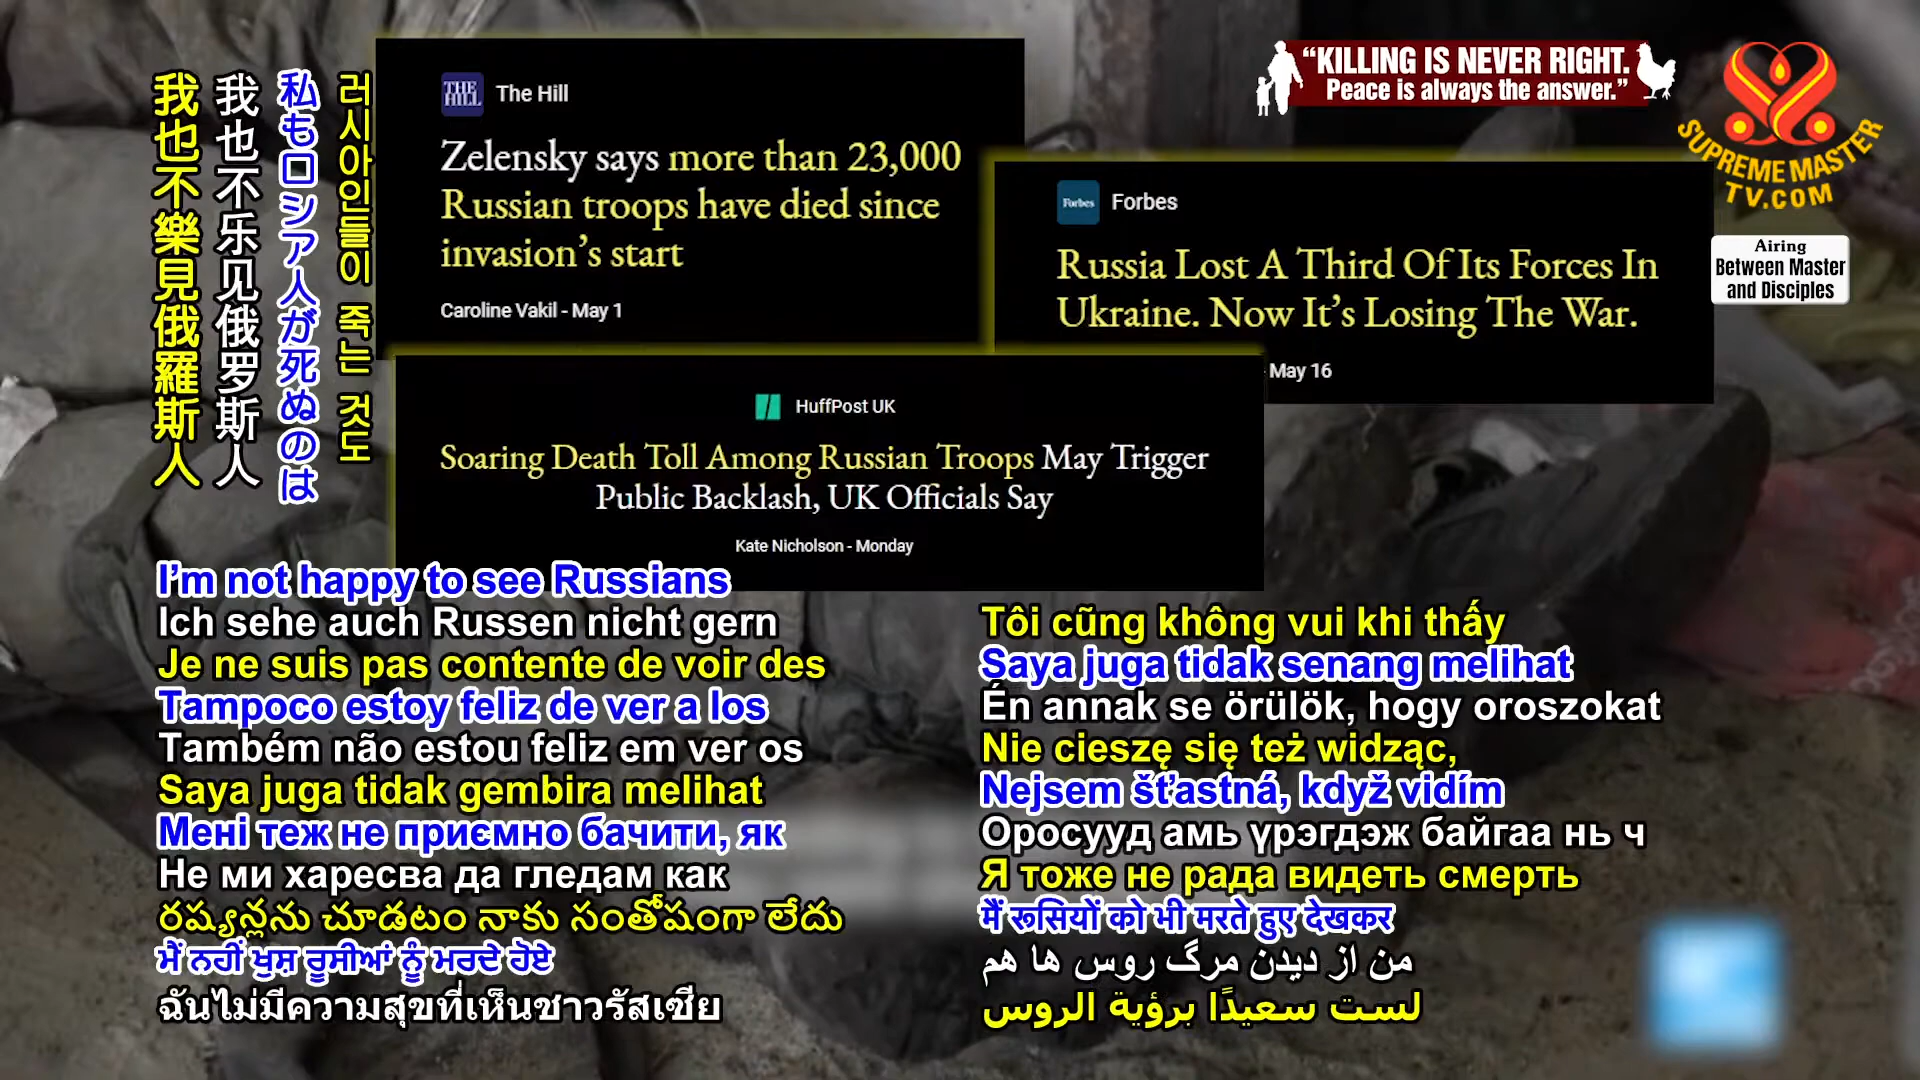 我也不樂見俄羅斯人
我也不乐见俄罗斯人
私もロシア人が死ぬのは
러시아인들이 죽는 것도
The Hill
Zelensky says more than 23,000
Russian troops have died since
invasion’s start
Caroline Vakil - May 1
“KILLING IS NEVER RIGHT.
Peace is always the answer.”
SUPREME MASTER
TV.COM
Airing
Between Master
and Disciples
Forbes
Forbes
Russia Lost A Third Of Its Forces In
Ukraine. Now It’s Losing The War.
- May 16
HuffPost UK
Soaring Death Toll Among Russian Troops May Trigger
Public Backlash, UK Officials Say
Kate Nicholson - Monday
I’m not happy to see Russians
Ich sehe auch Russen nicht gern
Je ne suis pas contente de voir des
Tampoco estoy feliz de ver a los
Também não estou feliz em ver os
Saya juga tidak gembira melihat
Мені теж не приємно бачити, як
Не ми харесва да гледам как
రష్యన్లను చూడటం నాకు సంతోషంగా లేదు
ਮੈਂ ਨਹੀਂ ਖੁਸ਼ ਰੂਸੀਆਂ ਨੂੰ ਮਰਦੇ ਹੋਏ
ฉันไม่มีความสุขที่เห็นชาวรัสเซีย
Tôi cũng không vui khi thấy
Saya juga tidak senang melihat
Én annak se örülök, hogy oroszokat
Nie cieszę się też widząc,
Nejsem šťastná, když vidím
Оросууд амь үрэгдэж байгаа нь ч
Я тоже не рада видеть смерть
मैं रूसियों को भी मरते हुए देखकर
من از دیدن مرگ روس ها هم
لست سعيدًا برؤية الروس